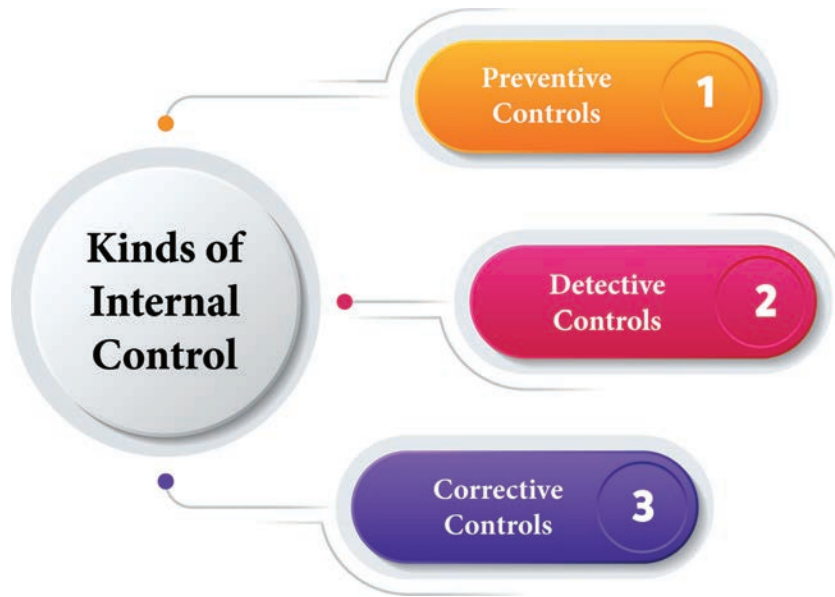 Kinds of
Internal
Control
Preventive
Controls
1
Detective
Controls
2
Corrective
Controls
3